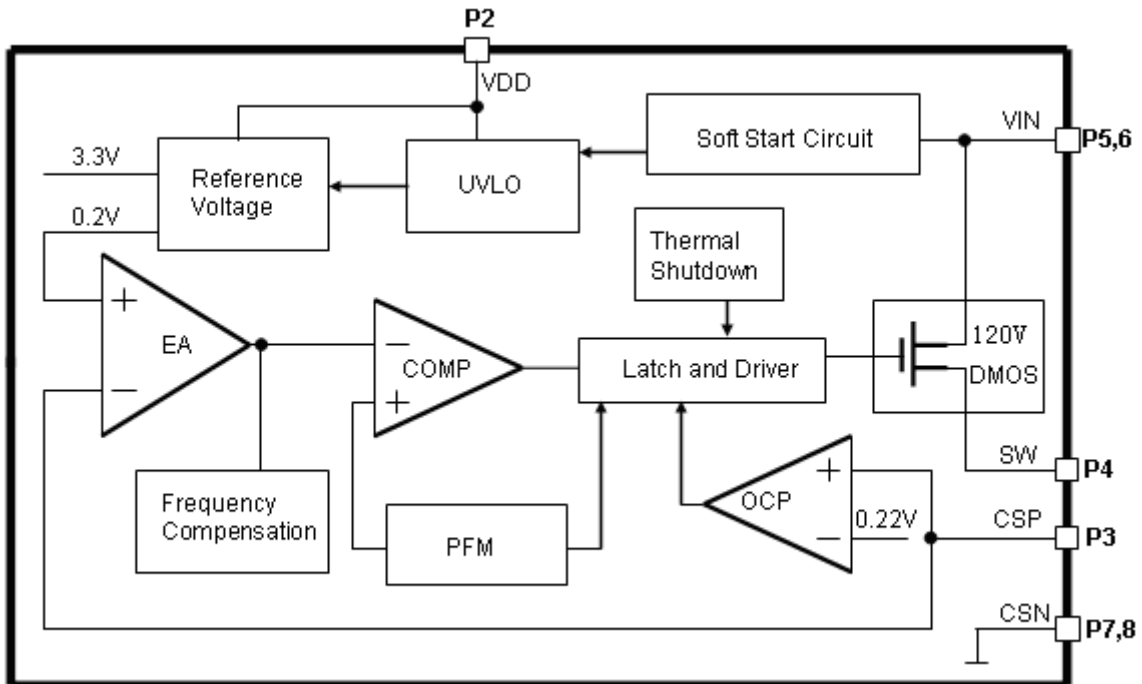 P2
VDD
Soft Start Circuit
VIN
P5,6
3.3V
Reference
Voltage
UVLO
0.2V
Thermal
Shutdown
+
EA
−
−
COMP
+
Latch and Driver
120V
DMOS
SW
P4
Frequency
Compensation
PFM
+
OCP
0.22V
−
CSP
P3
CSN
P7,8